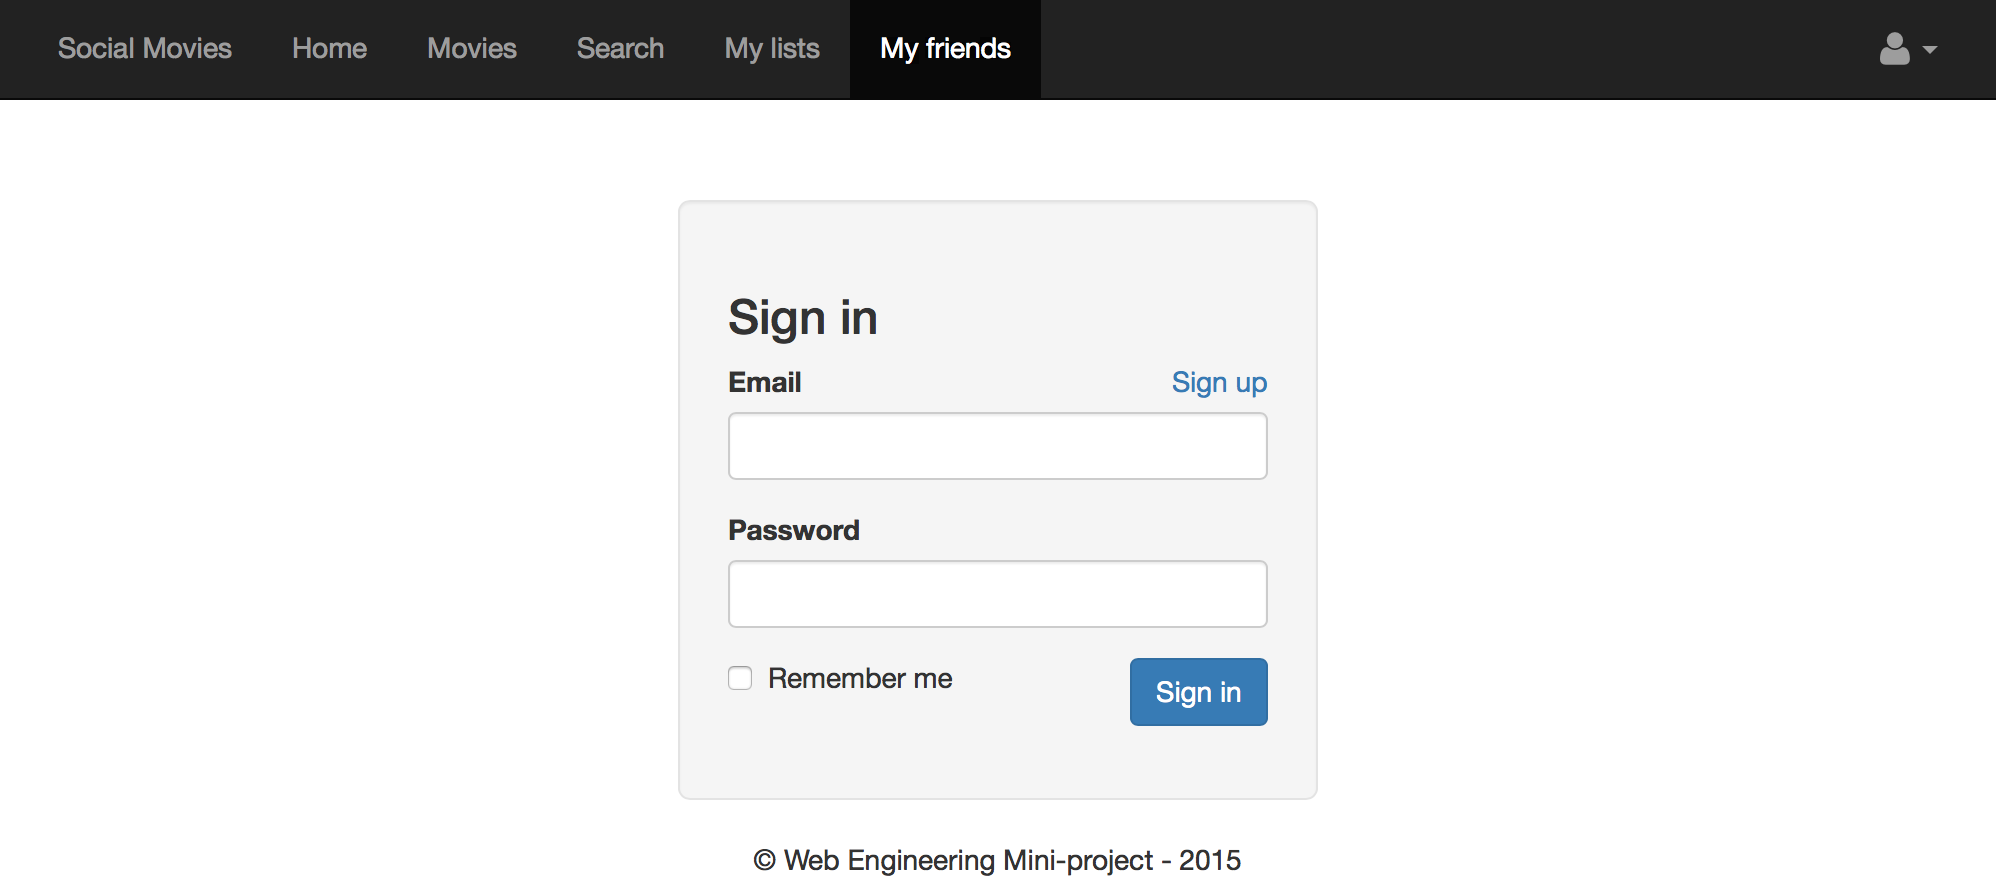 Social Movies Home Movies Search My lists My friends
Sign in
Email Sign up
Password
Remember me Sign in
© Web Engineering Mini-project - 2015